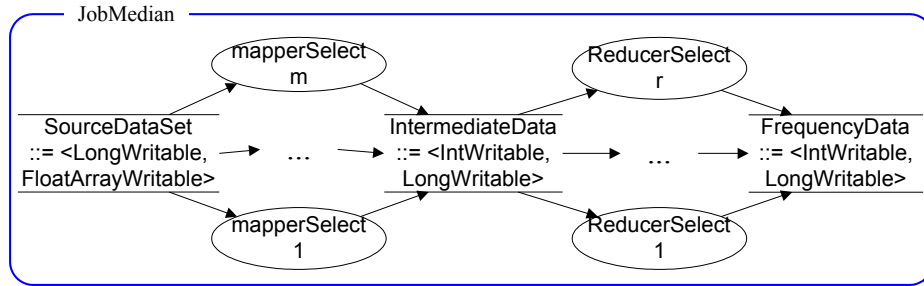 JobMedian
mapperSelect
m
ReducerSelect
r
SourceDataSet
::= <LongWritable,
FloatArrayWritable>
...
IntermediateData
::= <IntWritable,
LongWritable>
...
FrequencyData
::= <IntWritable,
LongWritable>
mapperSelect
1
ReducerSelect
1